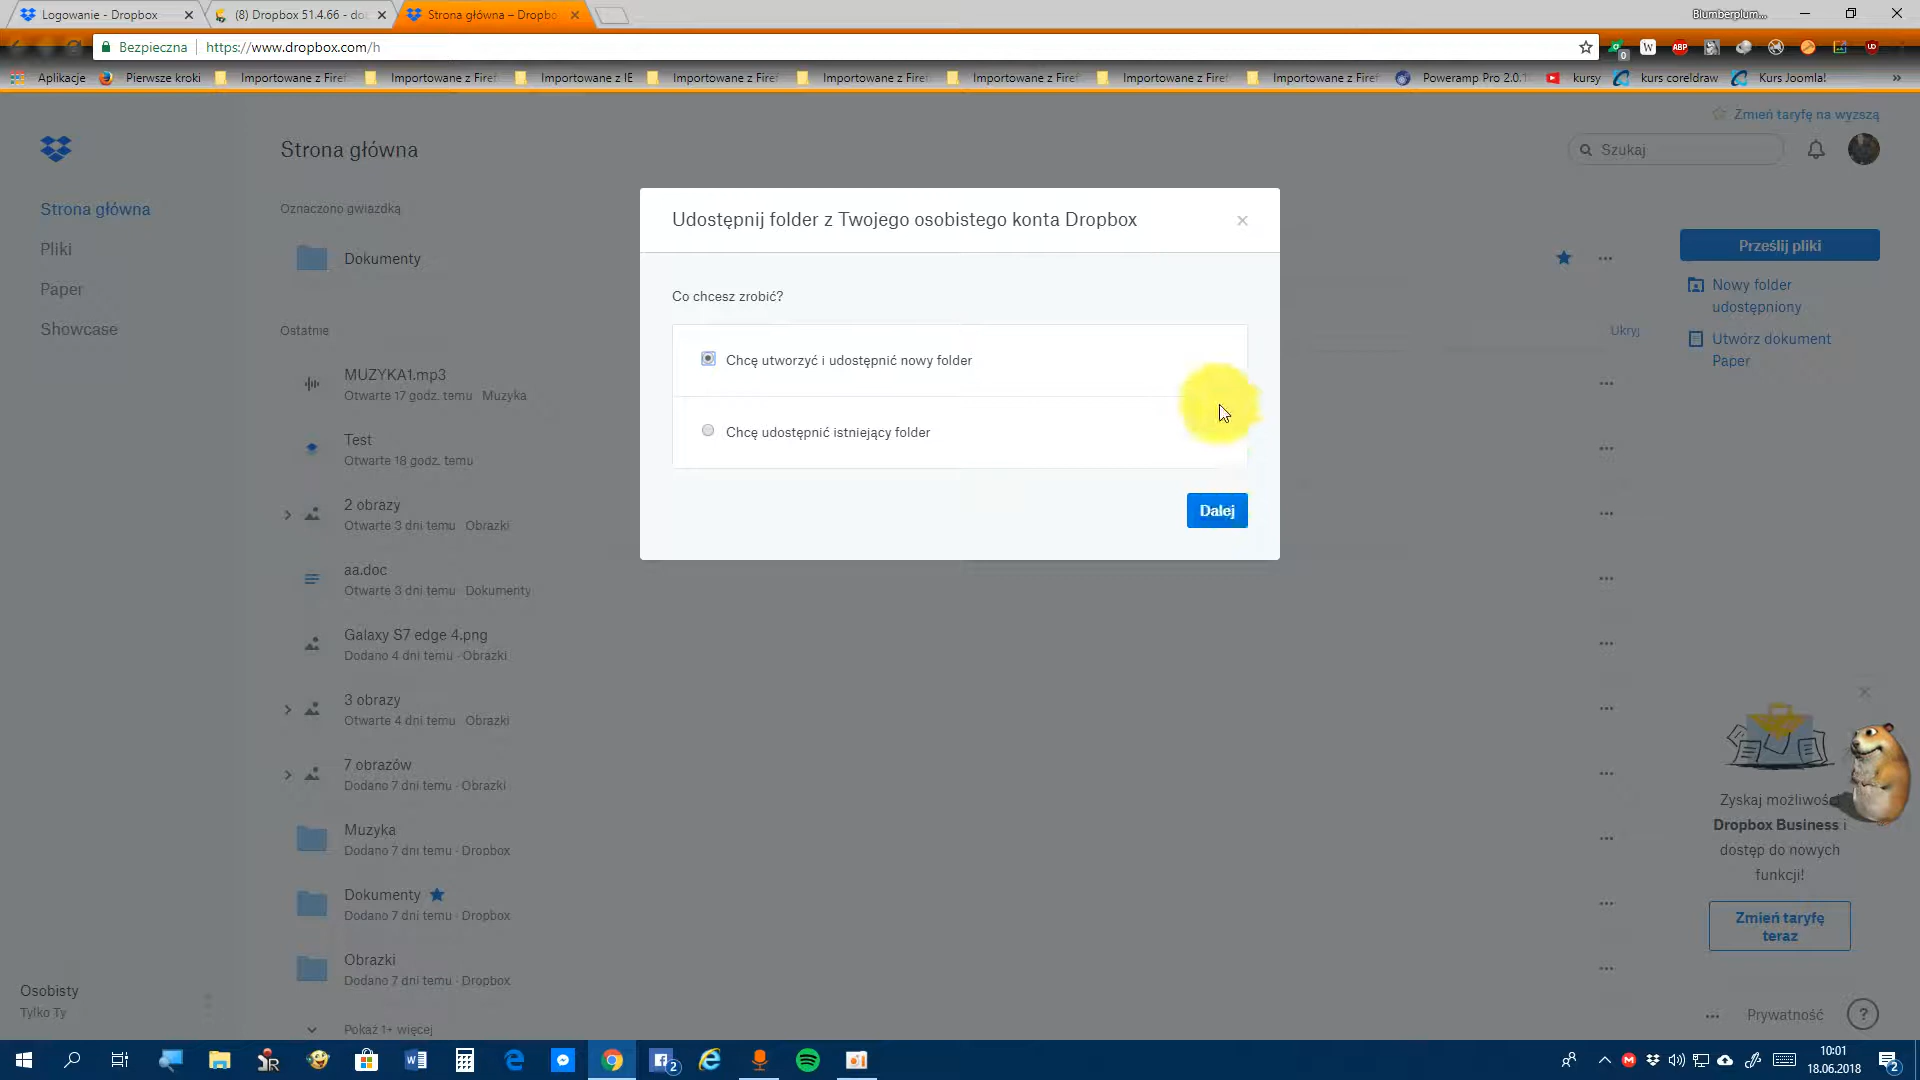 Logowanie - Dropbox
(8) Dropbox 51.4.66 - do
Strona główna – Dropbo
Blumberplum...
Bezpieczna
https://www.dropbox.com/h
0
W
ABP
UD
Aplikacje
Pierwsze kroki
Importowane z Firef
Importowane z Firef
Importowane z IE
Importowane z Firef
Importowane z Firef
Importowane z Firef
Importowane z Firef
Importowane z Firef
Poweramp Pro 2.0.1
kursy
kurs coreldraw
Kurs Joomla!
»
Zmień taryfę na wyższą
Strona główna
Szukaj
Strona główna
Pliki
Paper
Showcase
Oznaczono gwiazdką
Dokumenty
Ostatnie
Ukryj
MUZYKA1.mp3
Otwarte 17 godz. temu Muzyka
Test
Otwarte 18 godz. temu
2 obrazy
Otwarte 3 dni temu Obrazki
aa.doc
Otwarte 3 dni temu Dokumenty
Galaxy S7 edge 4.png
Dodano 4 dni temu · Obrazki
3 obrazy
Otwarte 4 dni temu Obrazki
7 obrazów
Dodano 7 dni temu · Obrazki
Muzyka
Dodano 7 dni temu · Dropbox
Dokumenty
Dodano 7 dni temu · Dropbox
Obrazki
Dodano 7 dni temu · Dropbox
Pokaż 1+ więcej
Udostępnij folder z Twojego osobistego konta Dropbox
Co chcesz zrobić?
Chcę utworzyć i udostępnić nowy folder
Chcę udostępnić istniejący folder
Dalej
Prześlij pliki
Nowy folder
udostępniony
Utwórz dokument
Paper
Zyskaj możliwości
Dropbox Business i
dostęp do nowych
funkcji!
Zmień taryfę
teraz
Osobisty
Tylko Ty
Prywatność
?
2
10:01
18.06.2018
2